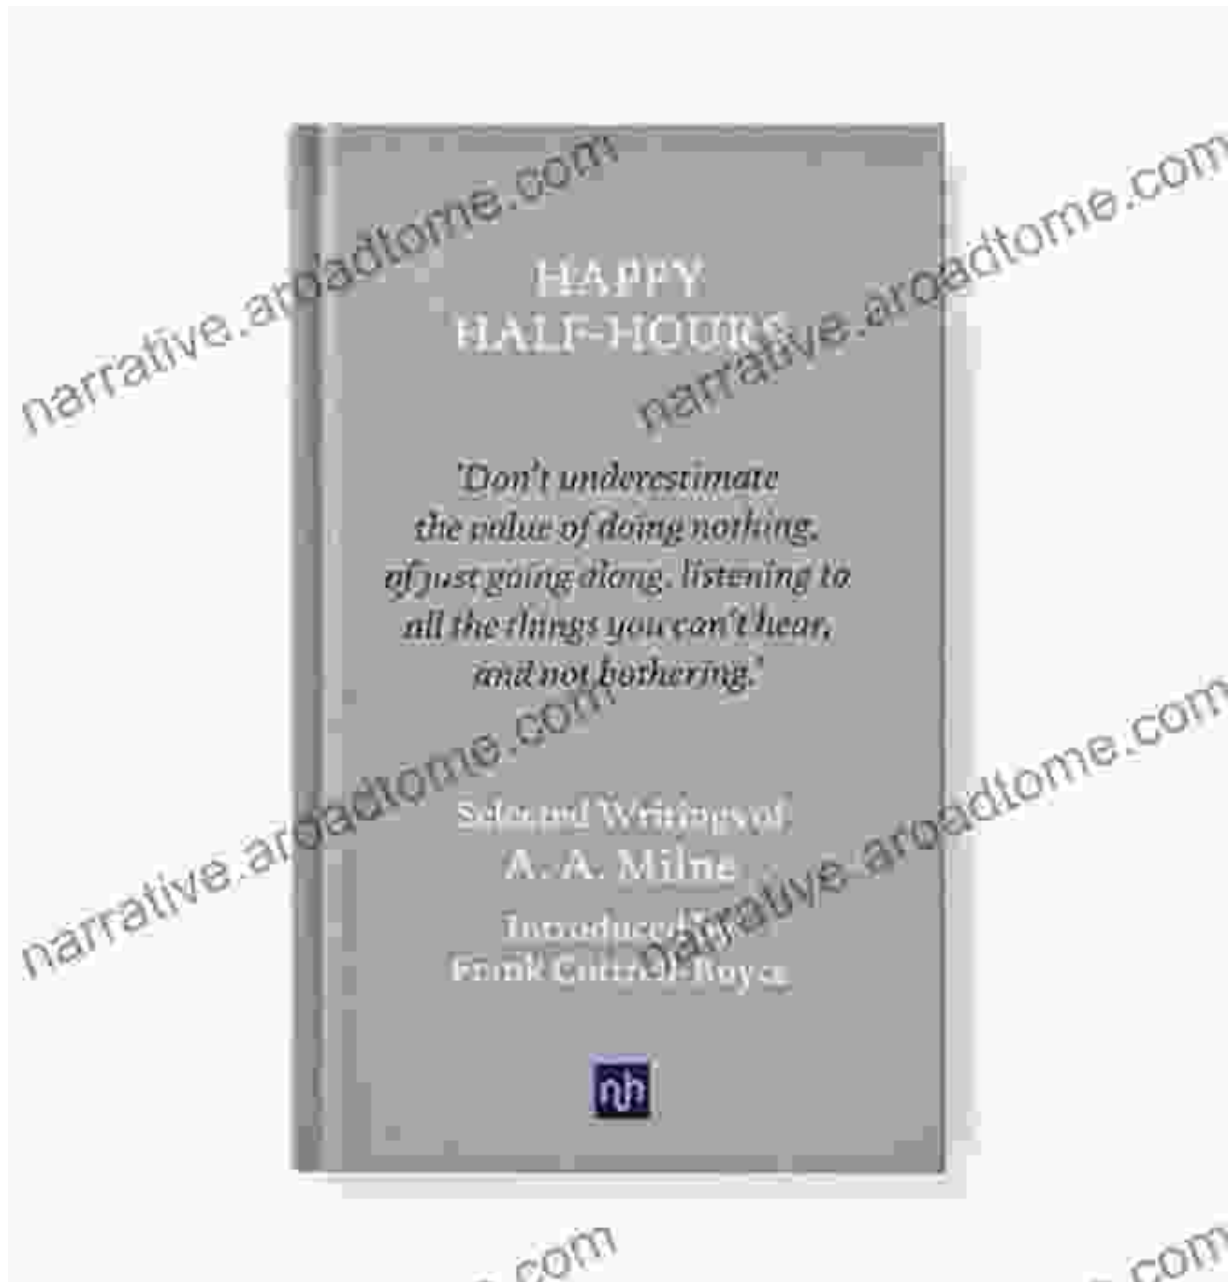 HAPPY
HALF-HOURS
'Don't underestimate
the value of doing nothing,
of just going along, listening to
all the things you can't hear,
and not bothering.'
Selected Writings of
A. A. Milne
Introduced by
Frank Cottrell-Boyce
nh
narrative.aroadtome.com
narrative.aroadtome.com
narrative.aroadtome.com
narrative.aroadtome.com
com
com